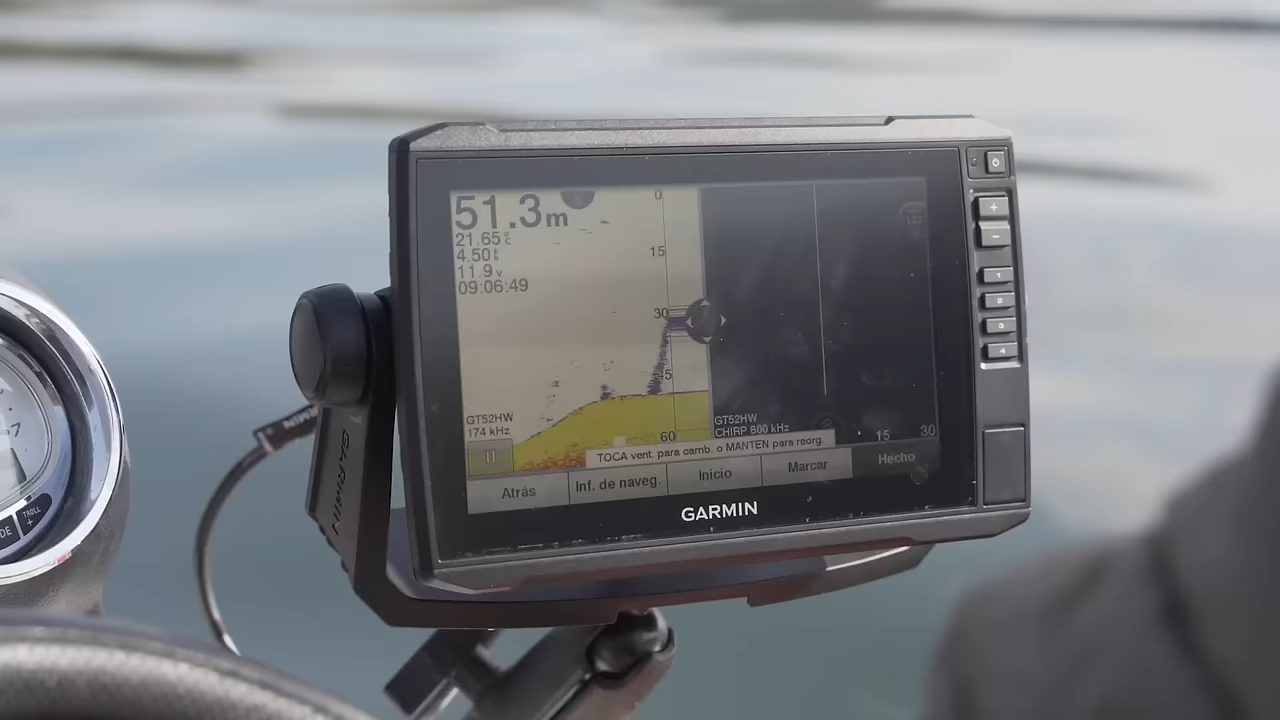 51.3m
21.65°C
4.50
11.9v
09:06:49
0
15
30
45
60
GT52HW
174 kHz
GT52HW
CHIRP 800 kHz
15
30
TOCA vent. para camb. o MANTEN para reorg.
Atrás
Inf. de naveg.
Inicio
Marcar
Hecho
GARMIN
+
-
1
2
3
4
GARMIN
TROLL
+